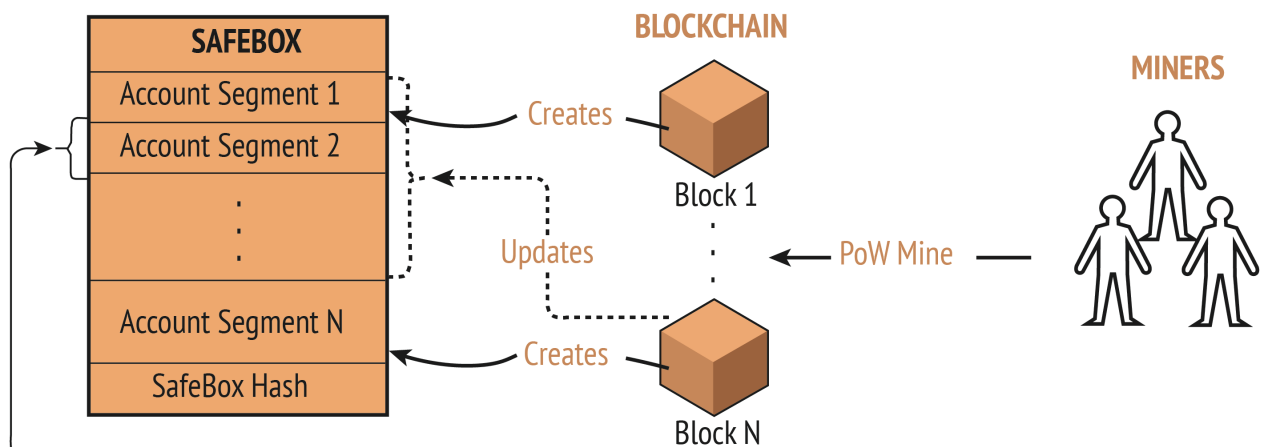 SAFEBOX
Account Segment 1
Account Segment 2
Account Segment N
SafeBox Hash
BLOCKCHAIN
Creates
Block 1
Updates
Creates
Block N
PoW Mine
MINERS